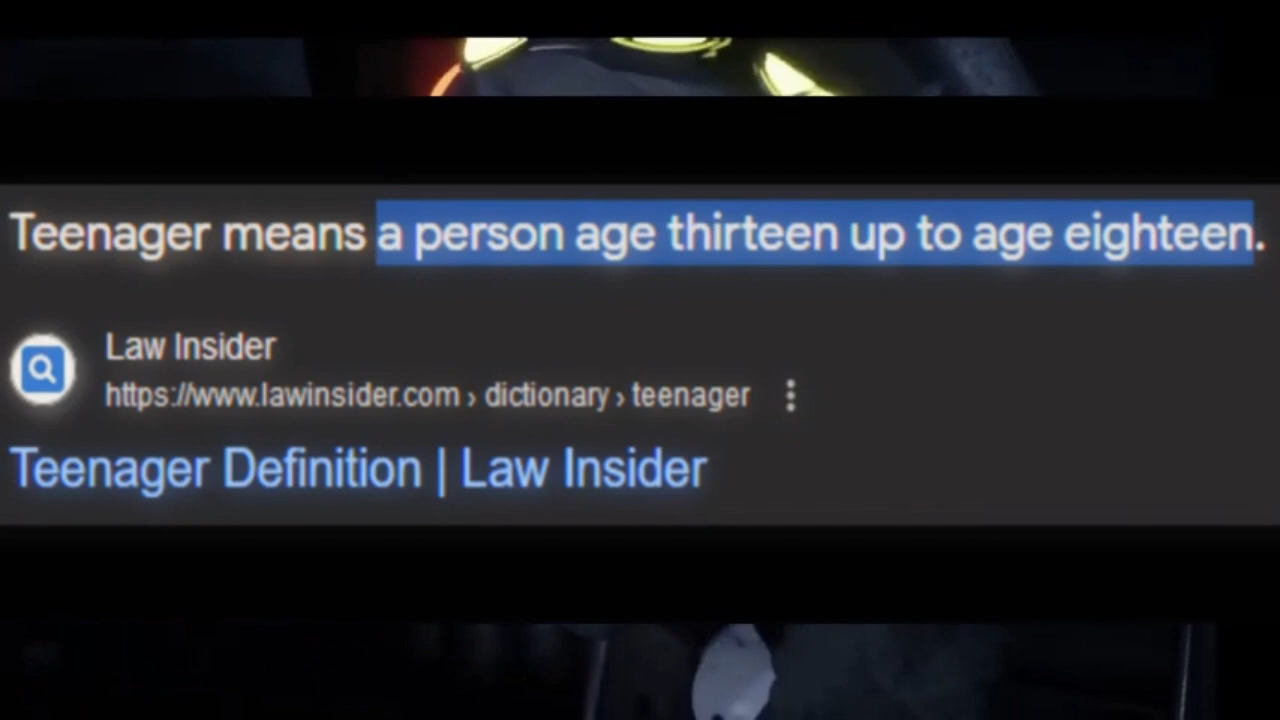 Teenager means a person age thirteen up to age eighteen.
Law Insider
https://www.lawinsider.com › dictionary › teenager
Teenager Definition | Law Insider